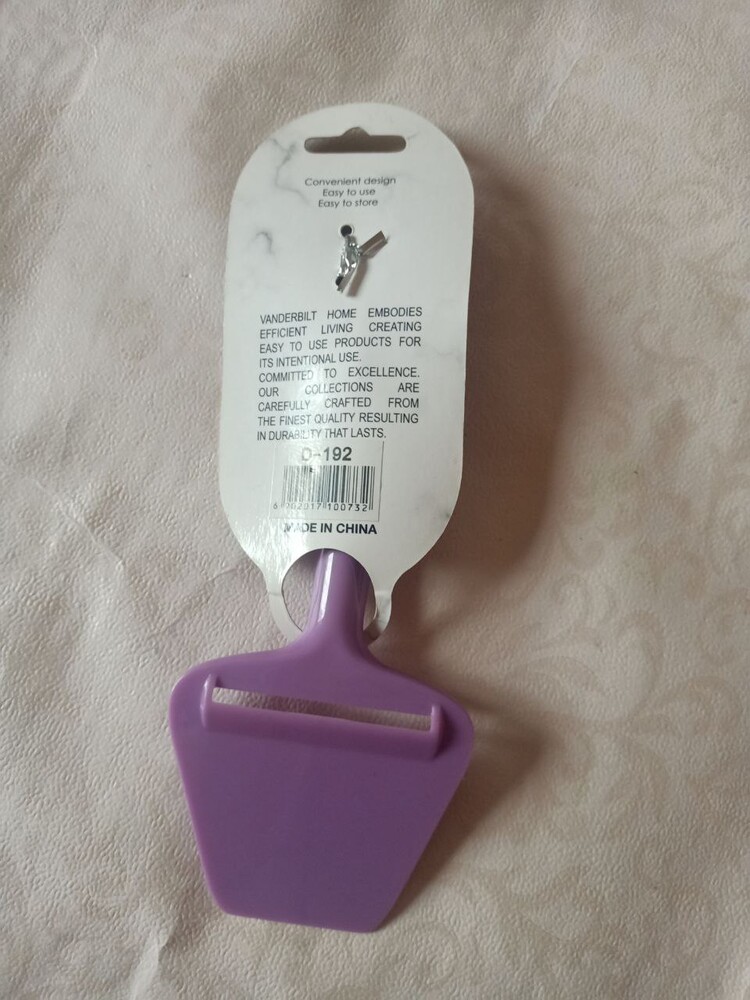 Convenient design
Easy to use
Easy to store
VANDERBILT HOME EMBODIES
EFFICIENT LIVING CREATING
EASY TO USE PRODUCTS FOR
ITS INTENTIONAL USE.
COMMITTED TO EXCELLENCE.
OUR COLLECTIONS ARE
CAREFULLY CRAFTED FROM
THE FINEST QUALITY RESULTING
IN DURABILITY THAT LASTS.
D-192
MADE IN CHINA